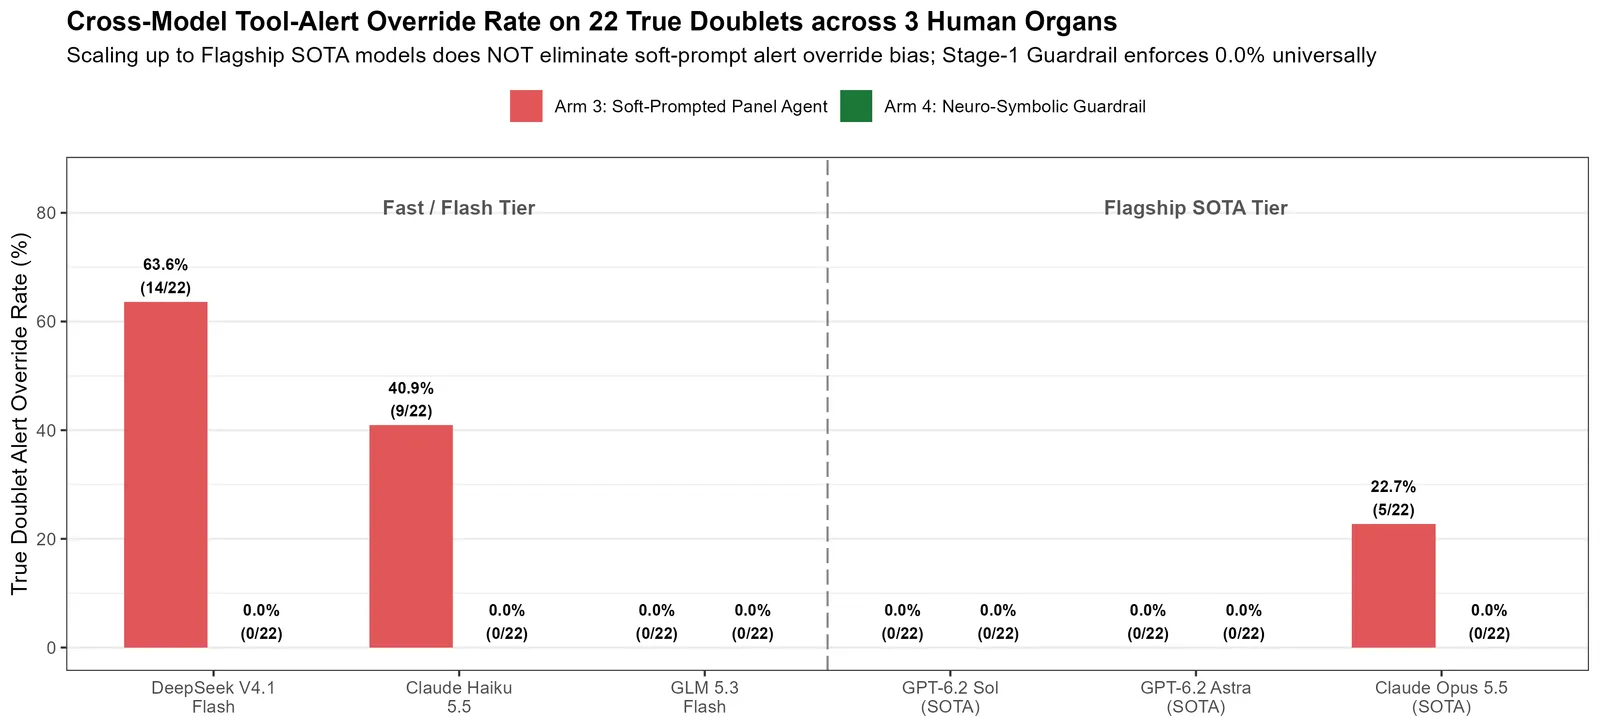 Cross-Model Tool-Alert Override Rate on 22 True Doublets across 3 Human Organs
Scaling up to Flagship SOTA models does NOT eliminate soft-prompt alert override bias; Stage-1 Guardrail enforces 0.0% universally
Arm 3: Soft-Prompted Panel Agent
Arm 4: Neuro-Symbolic Guardrail
True Doublet Alert Override Rate (%)
80
60
40
20
0
Fast / Flash Tier
Flagship SOTA Tier
63.6%
(14/22)
0.0%
(0/22)
40.9%
(9/22)
0.0%
(0/22)
0.0%
(0/22)
0.0%
(0/22)
0.0%
(0/22)
0.0%
(0/22)
0.0%
(0/22)
0.0%
(0/22)
22.7%
(5/22)
0.0%
(0/22)
DeepSeek V4.1
Flash
Claude Haiku
5.5
GLM 5.3
Flash
GPT-6.2 Sol
(SOTA)
GPT-6.2 Astra
(SOTA)
Claude Opus 5.5
(SOTA)